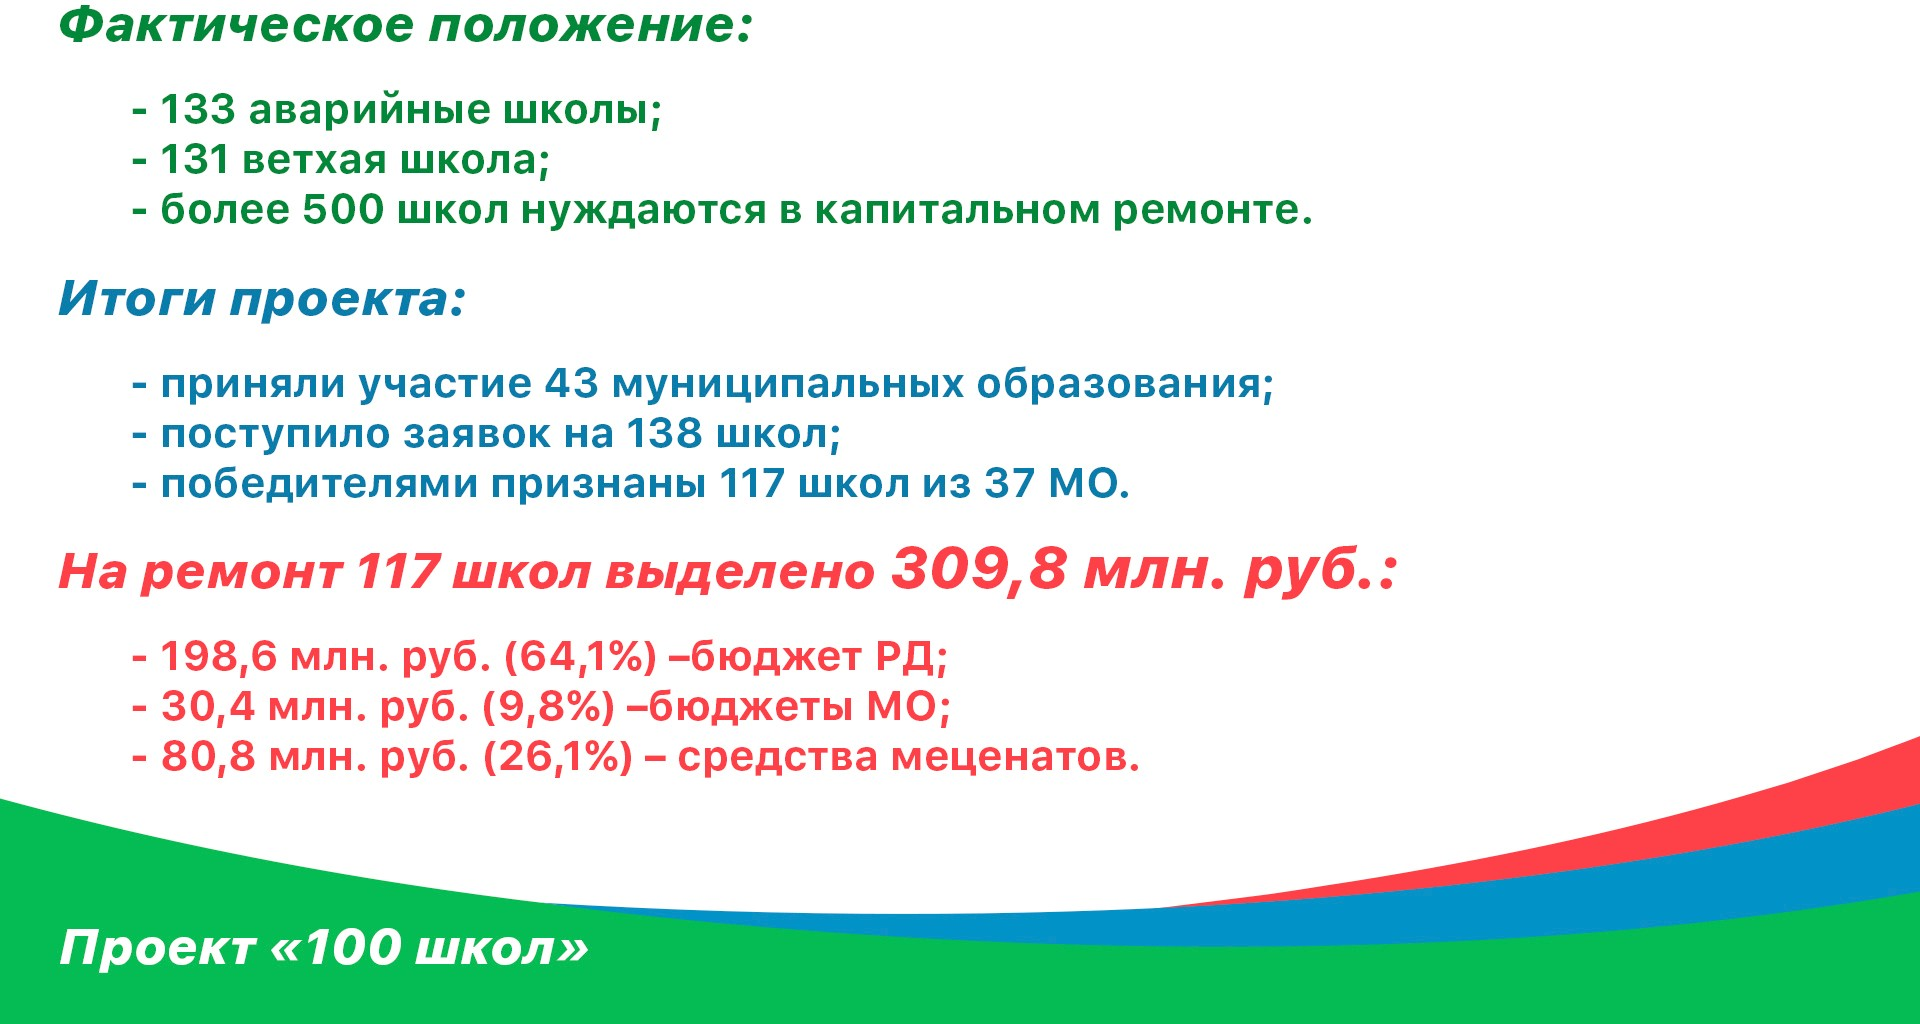 Фактическое положение:
- 133 аварийные школы;
- 131 ветхая школа;
- более 500 школ нуждаются в капитальном ремонте.
Итоги проекта:
- приняли участие 43 муниципальных образования;
- поступило заявок на 138 школ;
- победителями признаны 117 школ из 37 МО.
На ремонт 117 школ выделено 309,8 млн. руб.:
- 198,6 млн. руб. (64,1%) –бюджет РД;
- 30,4 млн. руб. (9,8%) –бюджеты МО;
- 80,8 млн. руб. (26,1%) – средства меценатов.
Проект «100 школ»